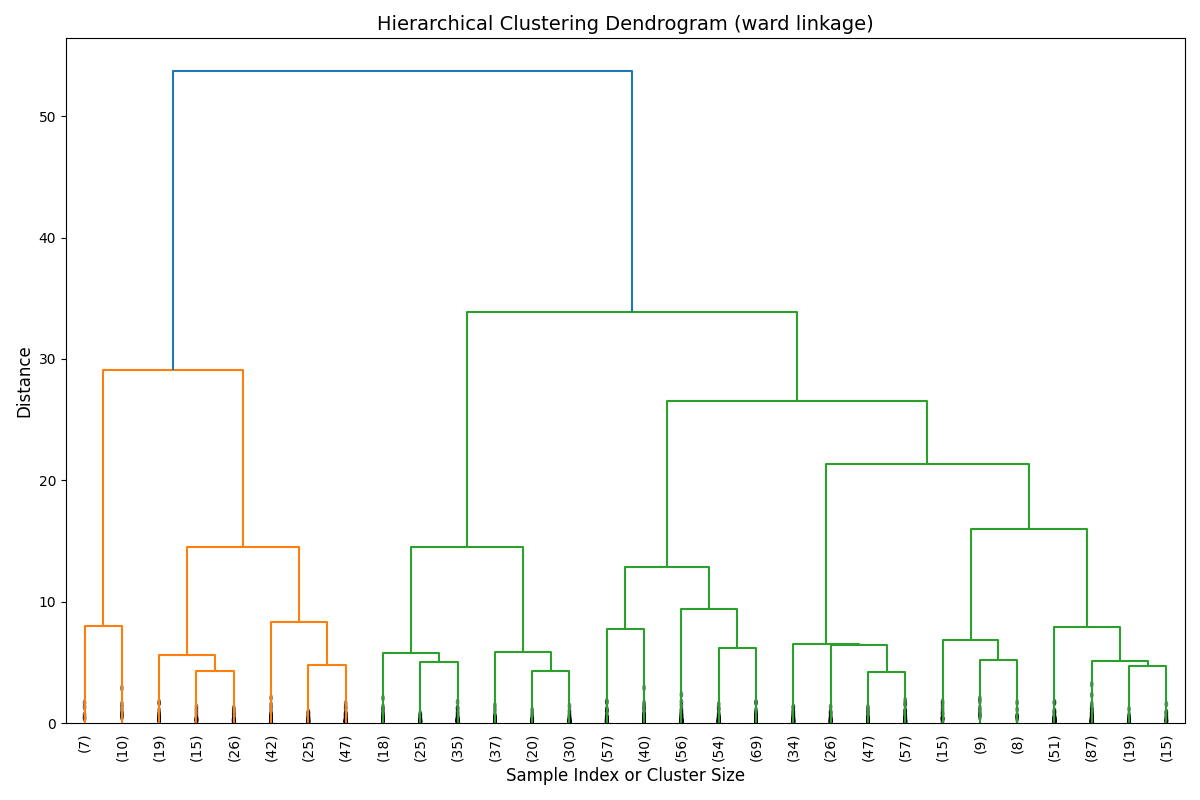 Hierarchical Clustering Dendrogram (ward linkage)
Distance
50
40
30
20
10
0
(7) (10) (19) (15) (26) (42) (25) (47) (18) (25) (35) (37) (20) (30) (57) (40) (56) (54) (69) (34) (26) (47) (57) (15) (9) (8) (51) (87) (19) (15)
Sample Index or Cluster Size